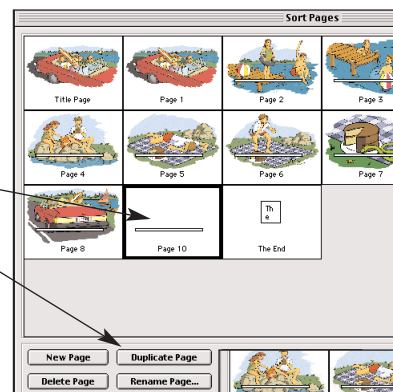 Sort Pages
Title Page
Page 1
Page 2
Page 3
Page 4
Page 5
Page 6
Page 7
Page 8
Page 10
Th
e
The End
New Page
Duplicate Page
Delete Page
Rename Page...